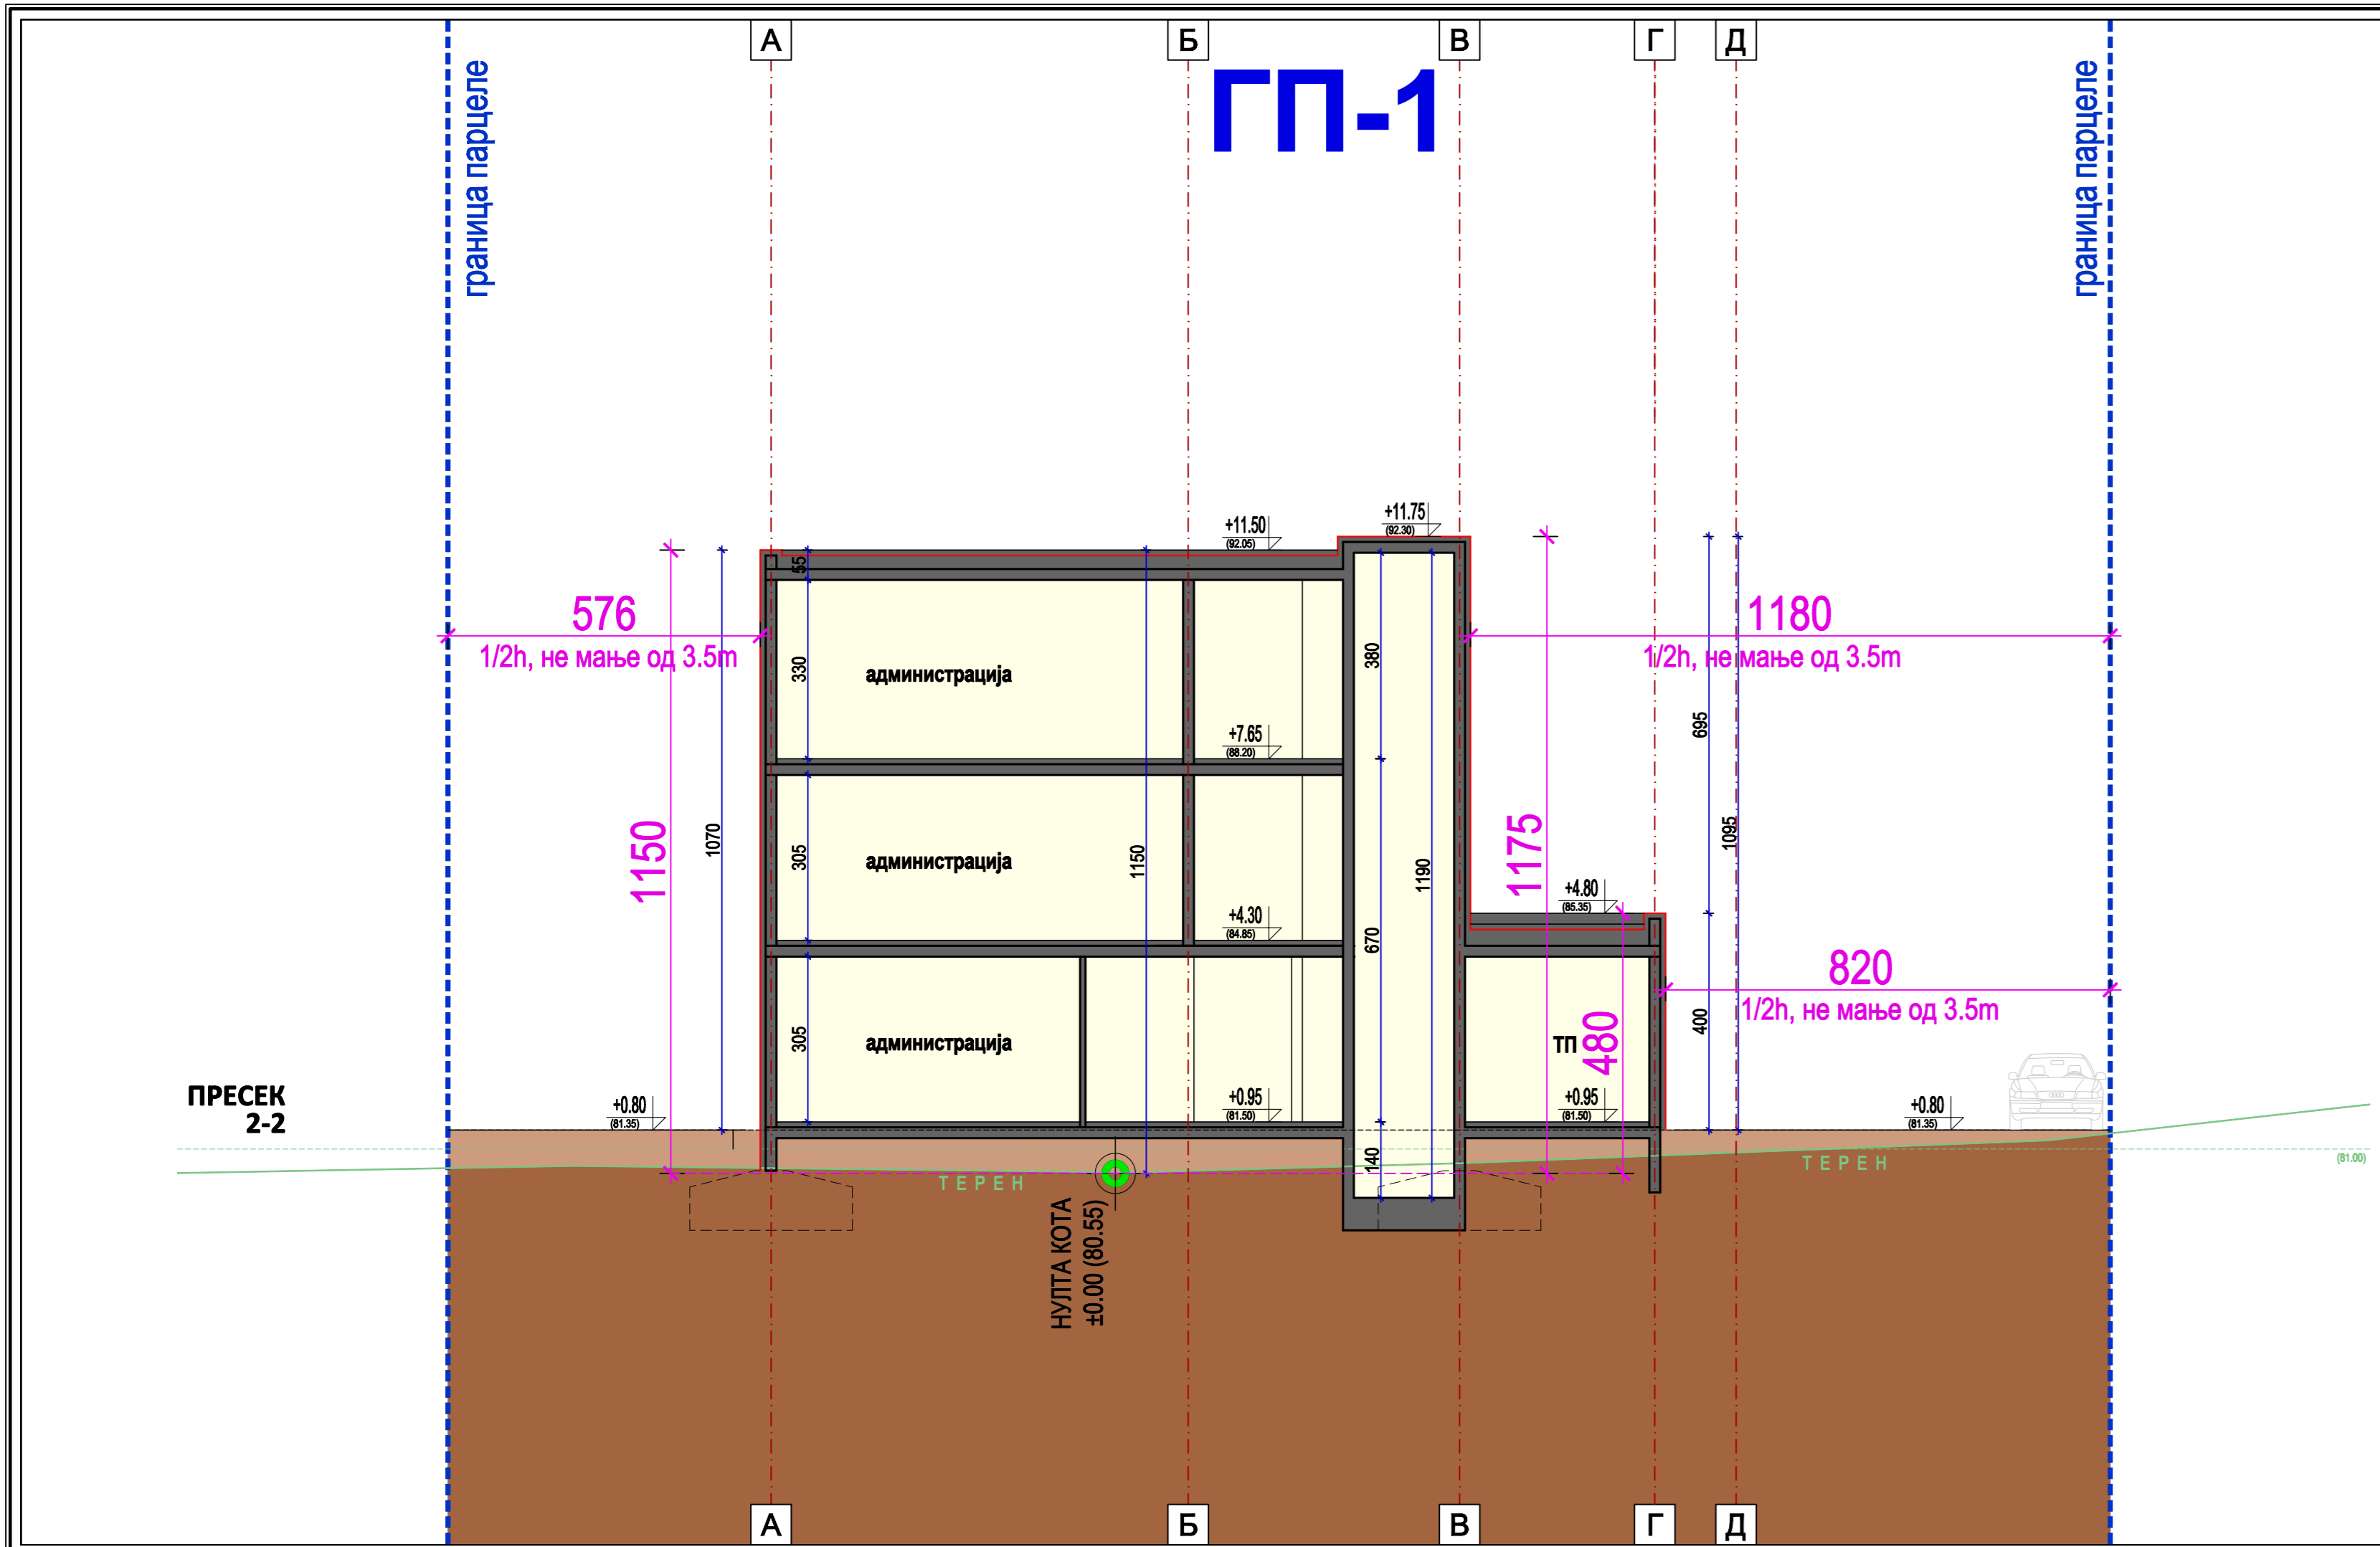 А
Б
В
Г
Д
ГП-1
граница парцеле
граница парцеле
+11.50
(92.05)
+11.75
(92.30)
55
576
1/2h, не мање од 3.5m
1180
1/2h, не мање од 3.5m
330
администрација
380
695
+7.65
(88.20)
1150
1070
305
администрација
1150
1190
1175
1095
+4.80
(85.35)
+4.30
(84.85)
670
820
1/2h, не мање од 3.5m
400
305
администрација
ТП
480
ПРЕСЕК
2-2
+0.80
(81.35)
+0.95
(81.50)
+0.95
(81.50)
+0.80
(81.35)
140
ТЕРЕН
ТЕРЕН
(81.00)
НУЛТА КОТА
±0.00 (80.55)
А
Б
В
Г
Д